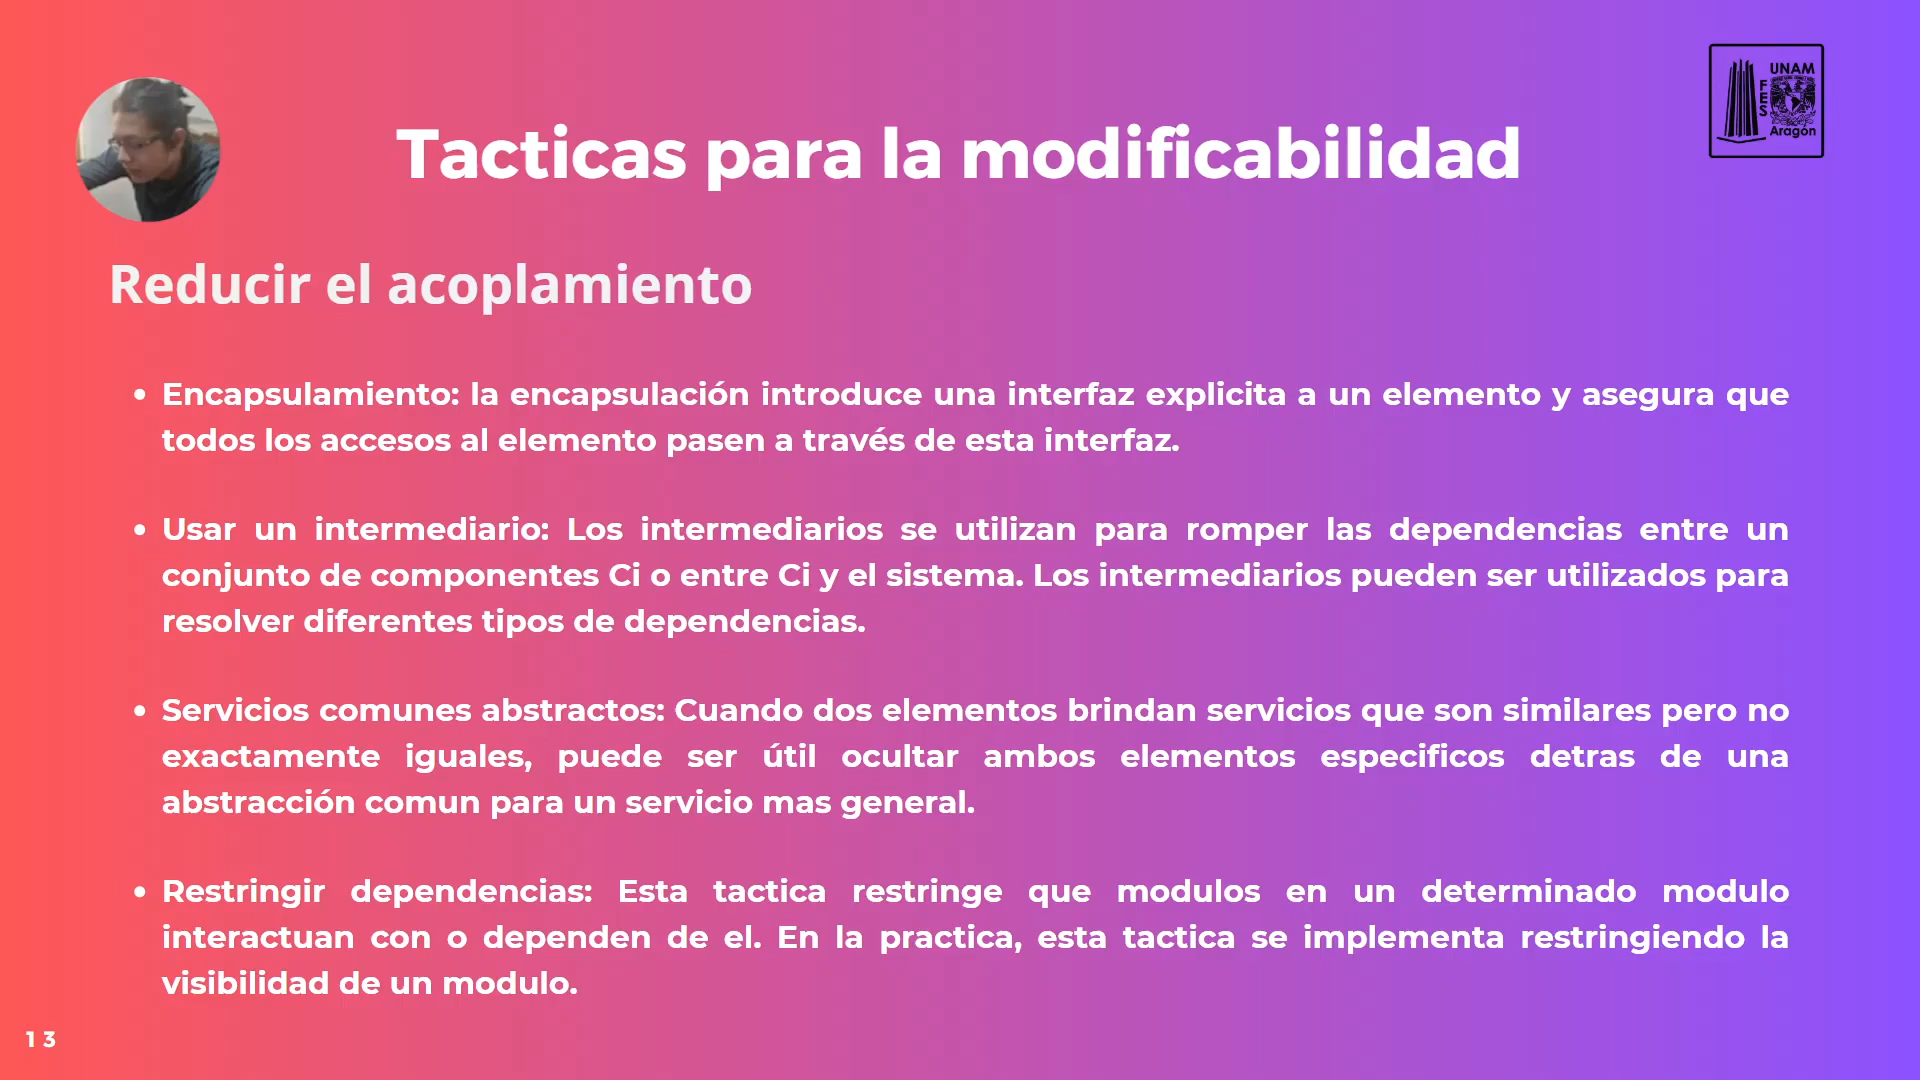 UNAM
FES
Aragón
Tacticas para la modificabilidad
Reducir el acoplamiento
• Encapsulamiento: la encapsulación introduce una interfaz explicita a un elemento y asegura que
todos los accesos al elemento pasen a través de esta interfaz.
• Usar un intermediario: Los intermediarios se utilizan para romper las dependencias entre un
conjunto de componentes Ci o entre Ci y el sistema. Los intermediarios pueden ser utilizados para
resolver diferentes tipos de dependencias.
• Servicios comunes abstractos: Cuando dos elementos brindan servicios que son similares pero no
exactamente iguales, puede ser útil ocultar ambos elementos especificos detras de una
abstracción comun para un servicio mas general.
• Restringir dependencias: Esta tactica restringe que modulos en un determinado modulo
interactuan con o dependen de el. En la practica, esta tactica se implementa restringiendo la
visibilidad de un modulo.
13